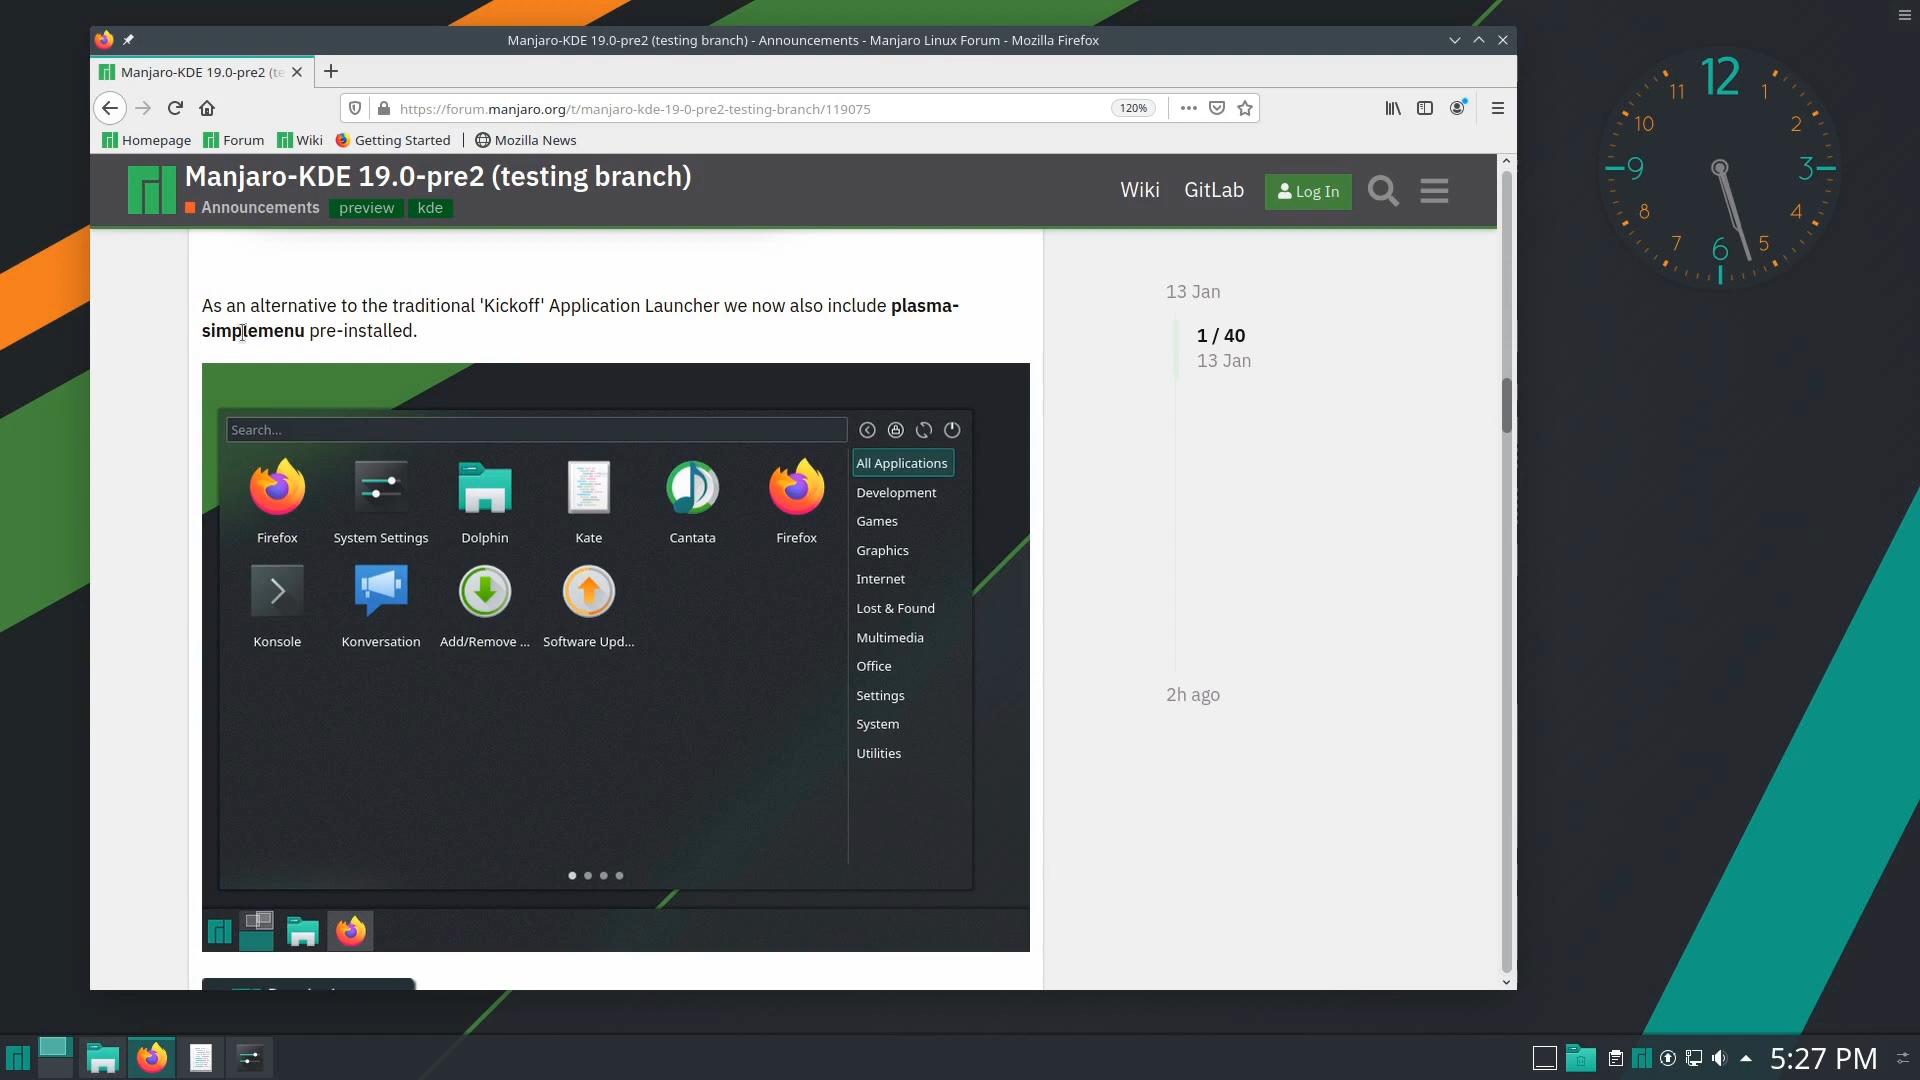 Manjaro-KDE 19.0-pre2 (testing branch) - Announcements - Manjaro Linux Forum - Mozilla Firefox
Manjaro-KDE 19.0-pre2 (te
https://forum.manjaro.org/t/manjaro-kde-19-0-pre2-testing-branch/119075
120%
Homepage Forum Wiki Getting Started Mozilla News
Manjaro-KDE 19.0-pre2 (testing branch)
Announcements preview kde
Wiki GitLab Log In
As an alternative to the traditional 'Kickoff' Application Launcher we now also include plasma-
simplemenu pre-installed.
Search...
Firefox System Settings Dolphin Kate Cantata Firefox
Konsole Konversation Add/Remove ... Software Upd...
All Applications
Development
Games
Graphics
Internet
Lost & Found
Multimedia
Office
Settings
System
Utilities
13 Jan
1 / 40
13 Jan
2h ago
12
1
2
3
4
5
6
7
8
9
10
11
5:27 PM